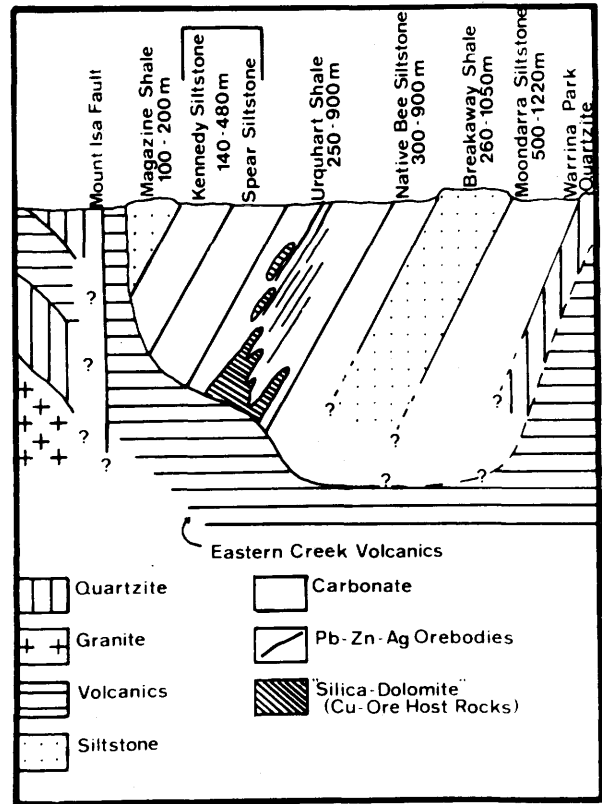 Mount Isa Fault
Magazine Shale
100-200m
Kennedy Siltstone
140-480m
Spear Siltstone
Urquhart Shale
250-900m
Native Bee Siltstone
300-900m
Breakaway Shale
260-1050m
Moondarra Siltstone
500-1220m
Warrina Park
Quartzite
?
?
?
?
?
?
?
?
?
Eastern Creek Volcanics
Quartzite
Carbonate
Granite
Pb-Zn-Ag Orebodies
Volcanics
"Silica-Dolomite"
(Cu-Ore Host Rocks)
Siltstone